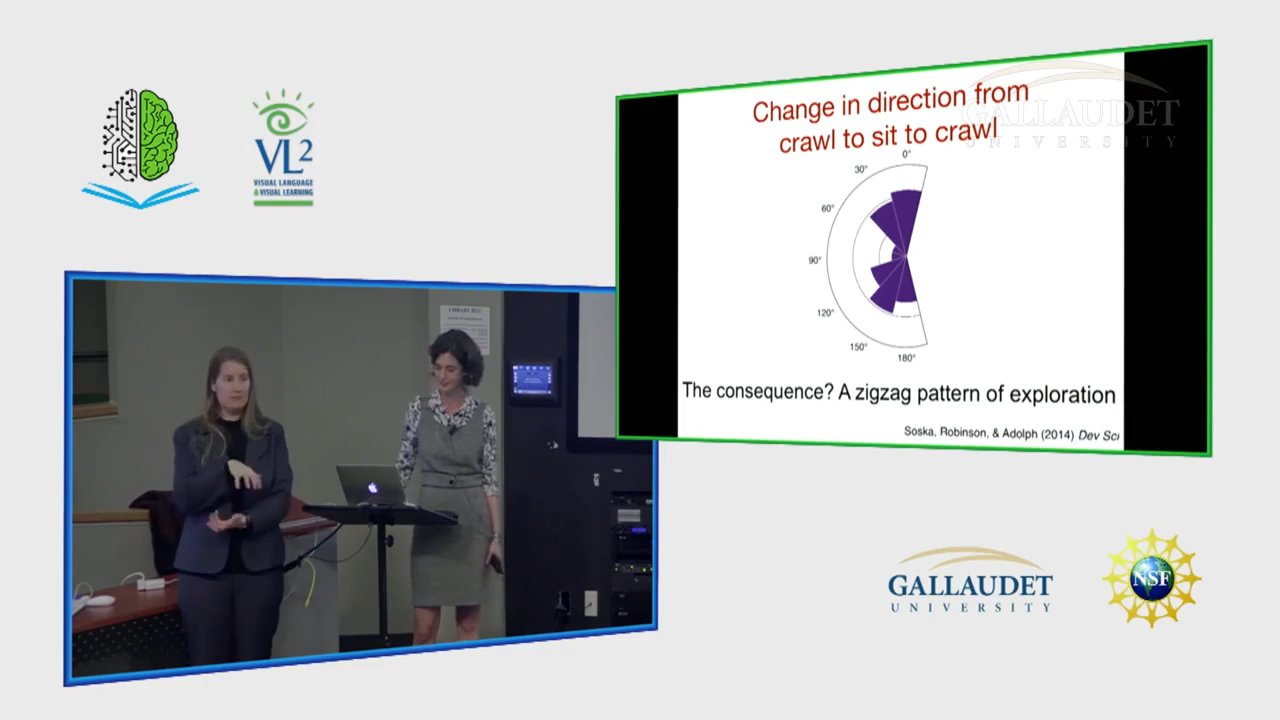 VL2
VISUAL LANGUAGE
& VISUAL LEARNING
Change in direction from
crawl to sit to crawl
GALLAUDET
UNIVERSITY
0°
30°
60°
90°
120°
150°
180°
The consequence? A zigzag pattern of exploration
Soska, Robinson, & Adolph (2014) Dev Sci
LIBRARY B111
GALLAUDET
UNIVERSITY
NSF